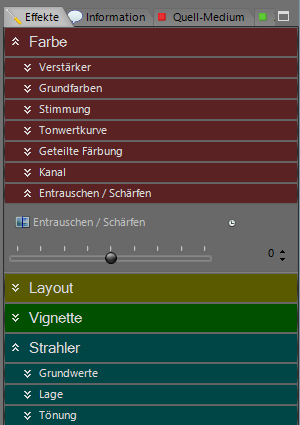 Effekte Information Quell-Medium
Farbe
Verstärker
Grundfarben
Stimmung
Tonwertkurve
Geteilte Färbung
Kanal
Entrauschen / Schärfen
Entrauschen / Schärfen
0
Layout
Vignette
Strahler
Grundwerte
Lage
Tönung